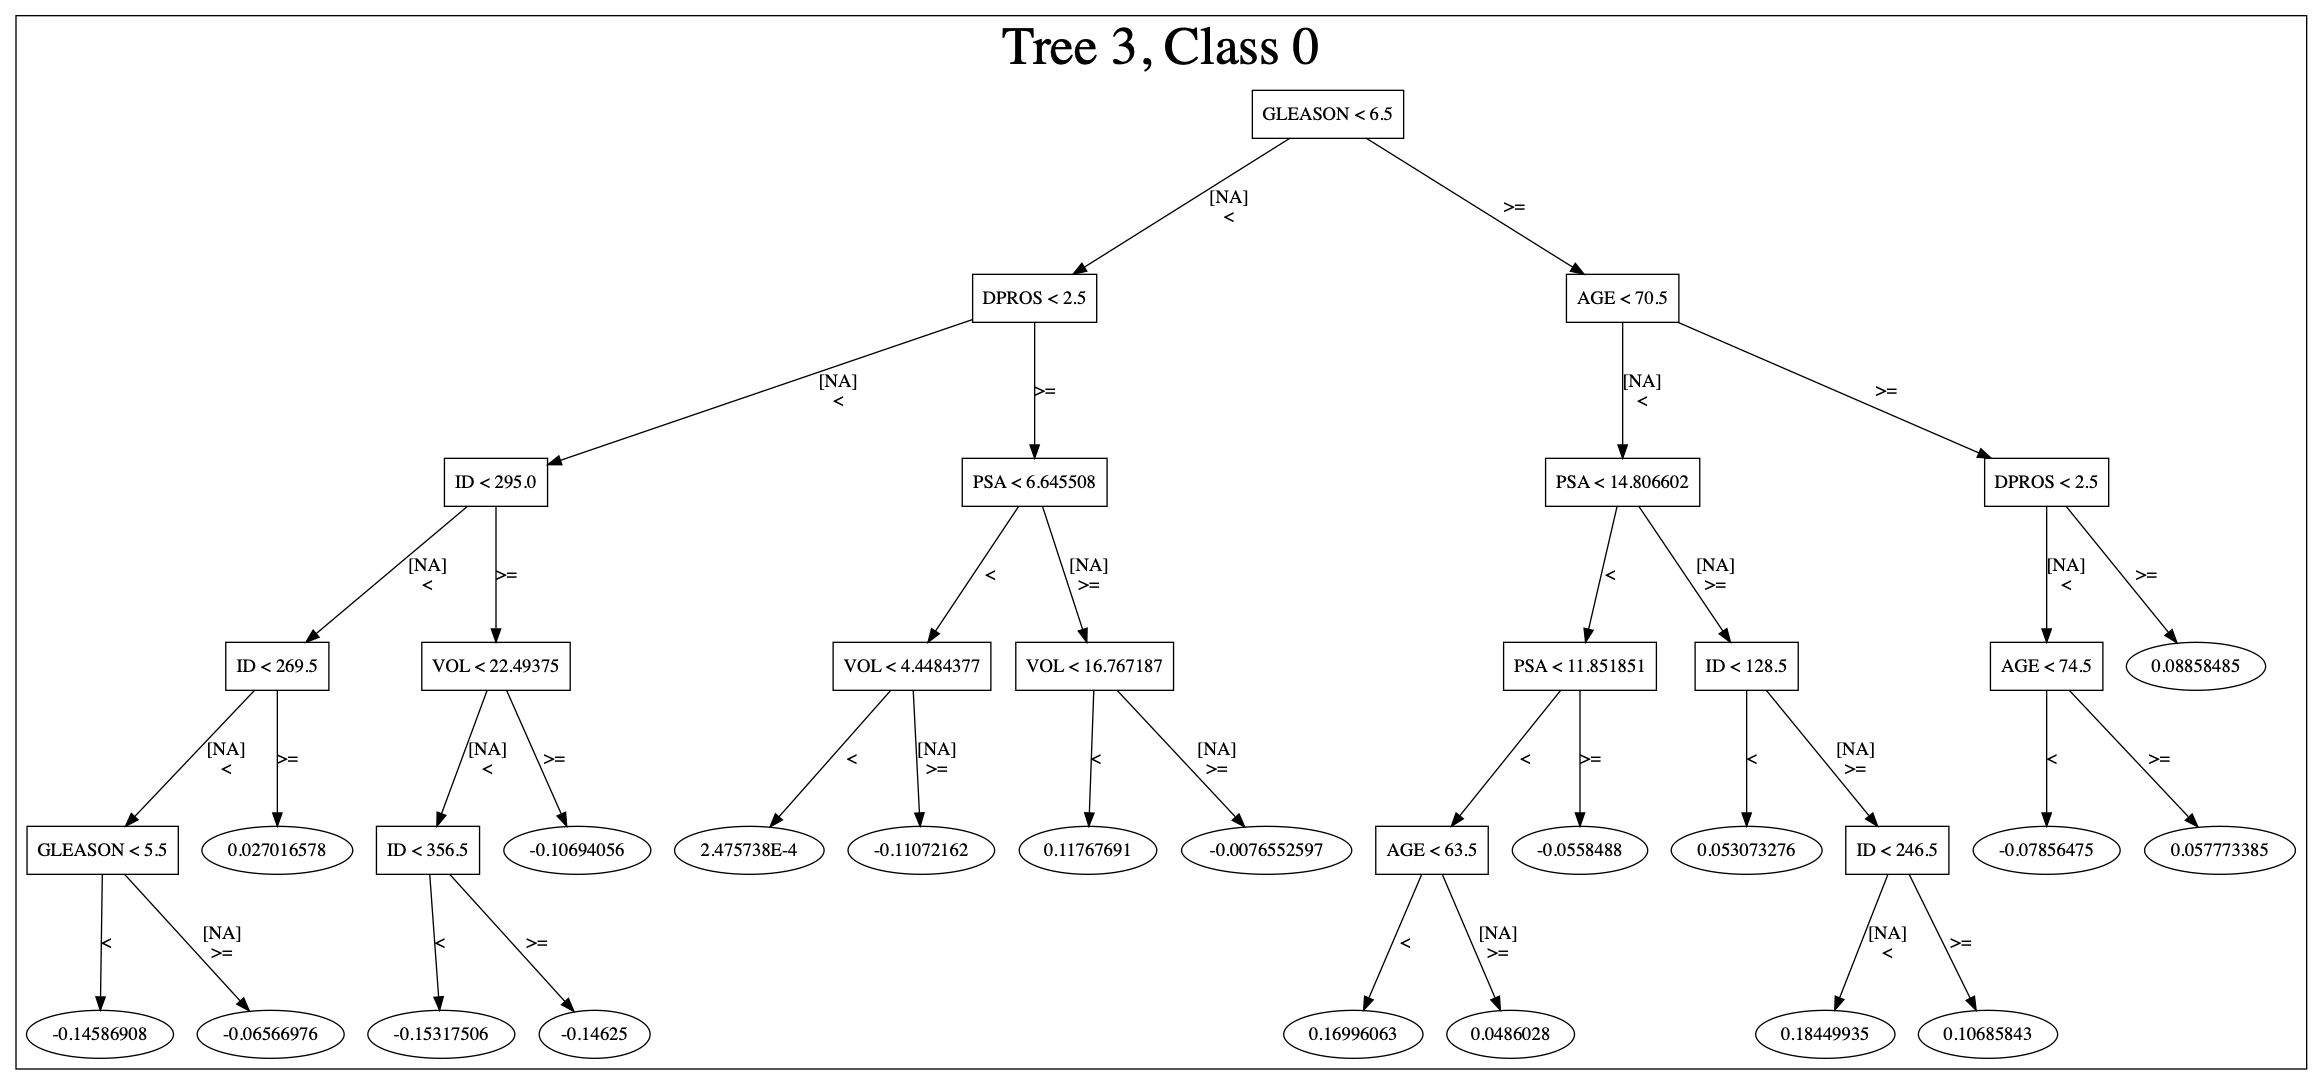 Tree 3, Class 0
GLEASON < 6.5
[NA]
<
>=
DPROS < 2.5
AGE < 70.5
[NA]
<
>=
[NA]
<
>=
ID < 295.0
PSA < 6.645508
PSA < 14.806602
DPROS < 2.5
[NA]
<
>=
<
[NA]
>=
<
[NA]
>=
[NA]
<
>=
ID < 269.5
VOL < 22.49375
VOL < 4.4484377
VOL < 16.767187
PSA < 11.851851
ID < 128.5
AGE < 74.5
0.08858485
[NA]
<
>=
[NA]
<
>=
<
[NA]
>=
<
[NA]
>=
<
>=
<
[NA]
>=
<
>=
GLEASON < 5.5
0.027016578
ID < 356.5
-0.10694056
2.475738E-4
-0.11072162
0.11767691
-0.0076552597
AGE < 63.5
-0.0558488
0.053073276
ID < 246.5
-0.07856475
0.057773385
<
[NA]
>=
<
>=
<
[NA]
>=
[NA]
<
>=
-0.14586908
-0.06566976
-0.15317506
-0.14625
0.16996063
0.0486028
0.18449935
0.10685843